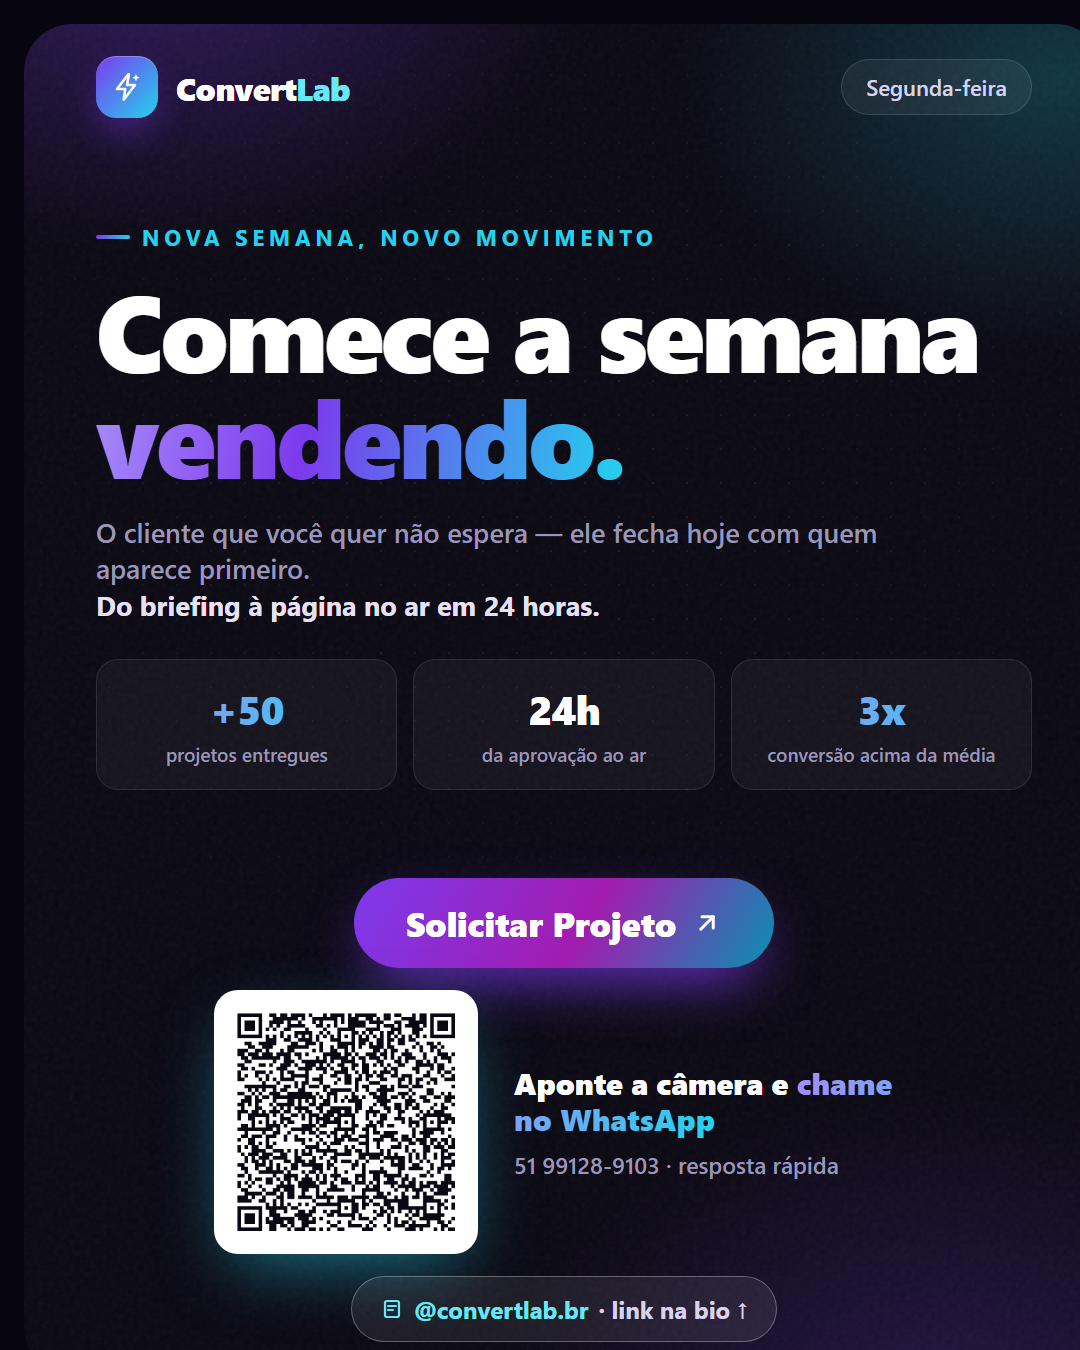 ConvertLab
Segunda-feira
NOVA SEMANA, NOVO MOVIMENTO
Comece a semana
vendendo.
O cliente que você quer não espera — ele fecha hoje com quem
aparece primeiro.
Do briefing à página no ar em 24 horas.
+50
projetos entregues
24h
da aprovação ao ar
3x
conversão acima da média
Solicitar Projeto ↗
Aponte a câmera e chame
no WhatsApp
51 99128-9103 · resposta rápida
@convertlab.br · link na bio ↑